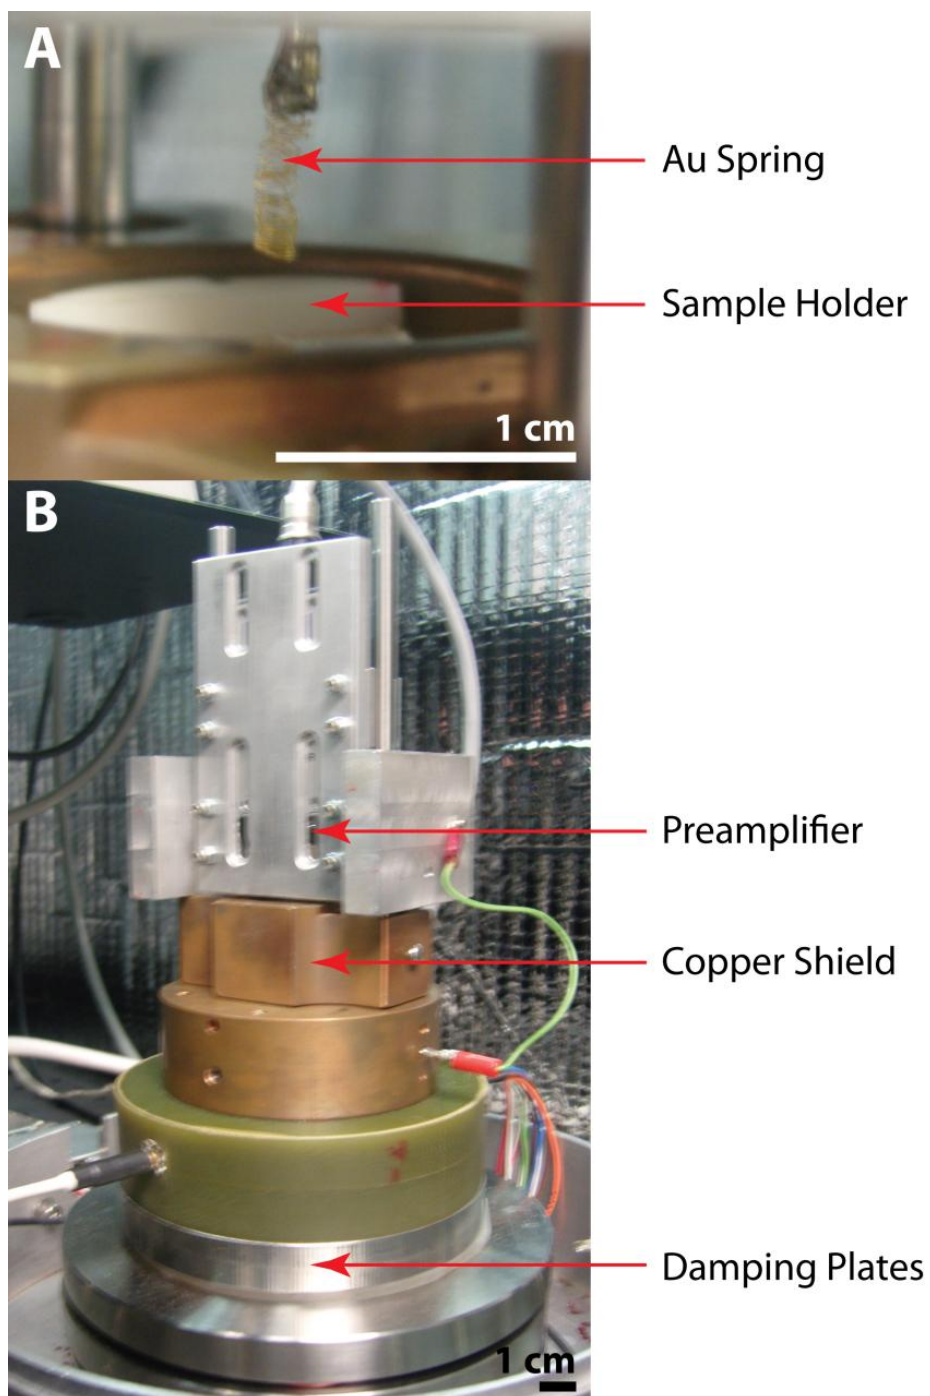 A
Au Spring
Sample Holder
1 cm
B
Preamplifier
Copper Shield
Damping Plates
1 cm